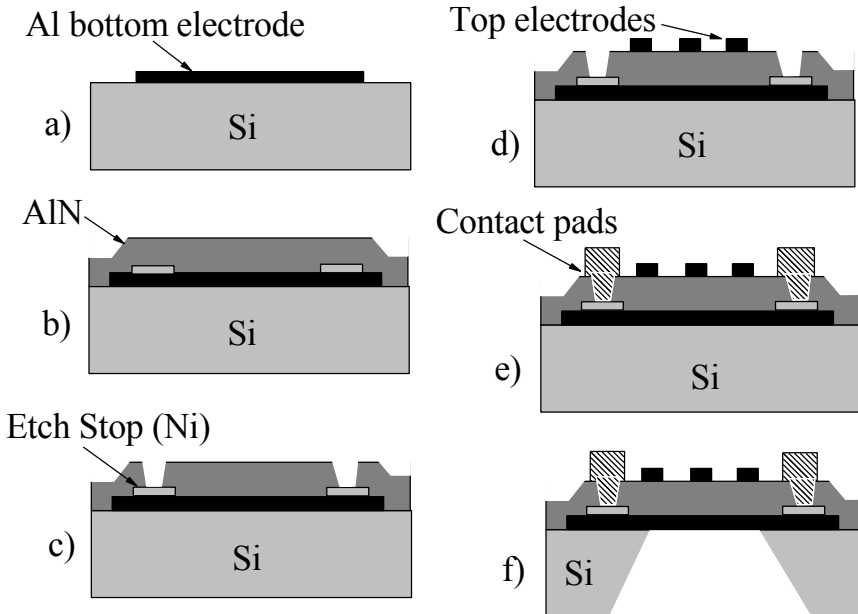 Al bottom electrode
Si
a)
AlN
Si
b)
Etch Stop (Ni)
Si
c)
Top electrodes
Si
d)
Contact pads
Si
e)
Si
f)